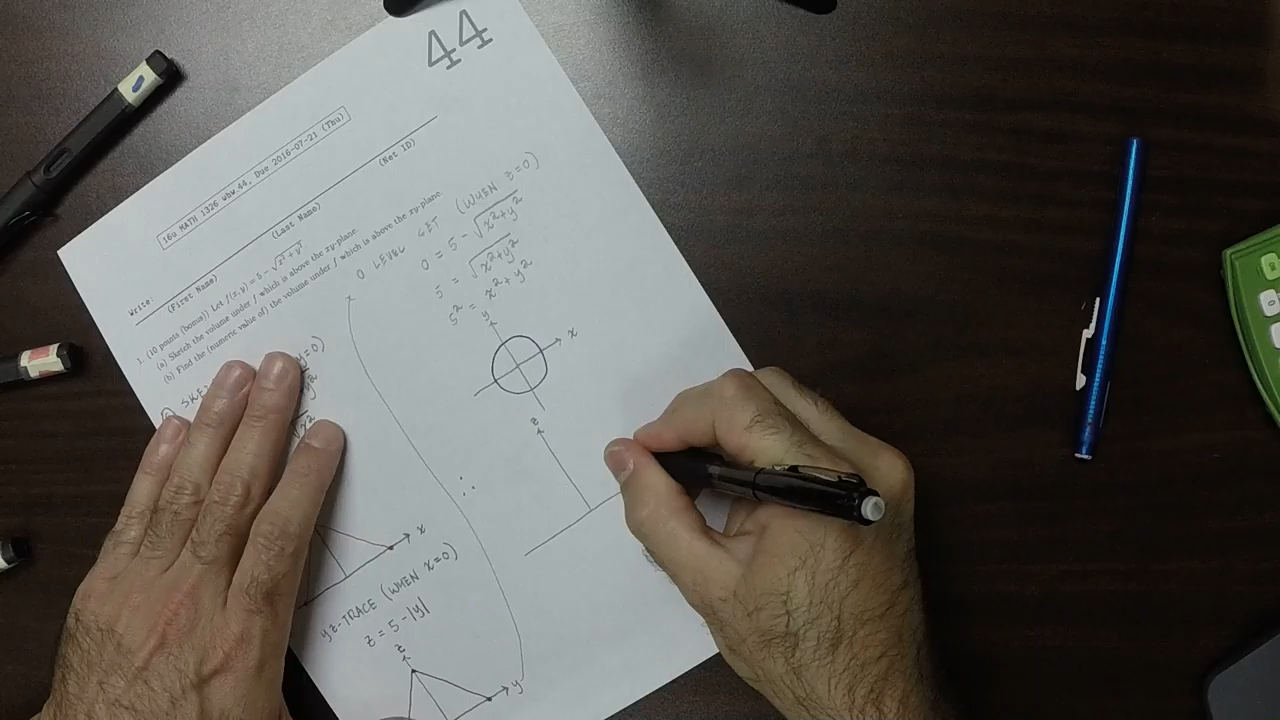 44
16u MATH 1326 wbw.44, Due 2016-07-21 (Thu)
Write:
(First Name) (Last Name) (Net ID)
1. (10 points (bonus)) Let f(x, y) = 5 − √x² + y².
(a) Sketch the volume under f which is above the xy-plane.
(b) Find the (numeric value of) the volume under f which is above the xy-plane.
y=0)
y²
√x²
x
YZ-TRACE (WHEN X=0)
Z = 5-|Y|
z
y
0 LEVEL SET (WHEN Z=0)
0 = 5 - √x²+y²
5 = √x²+y²
5² = x²+y²
y
x
∴
z